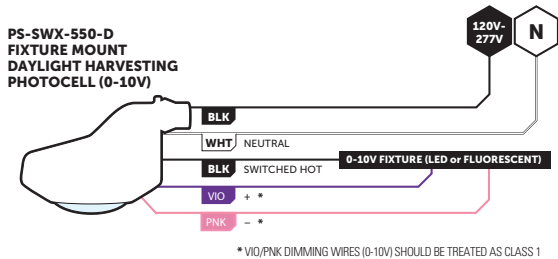 PS-SWX-550-D
FIXTURE MOUNT
DAYLIGHT HARVESTING
PHOTOCELL (0-10V)
120V-
277V
N
BLK
WHT NEUTRAL
BLK SWITCHED HOT
0-10V FIXTURE (LED or FLUORESCENT)
VIO + *
PNK – *
* VIO/PNK DIMMING WIRES (0-10V) SHOULD BE TREATED AS CLASS 1